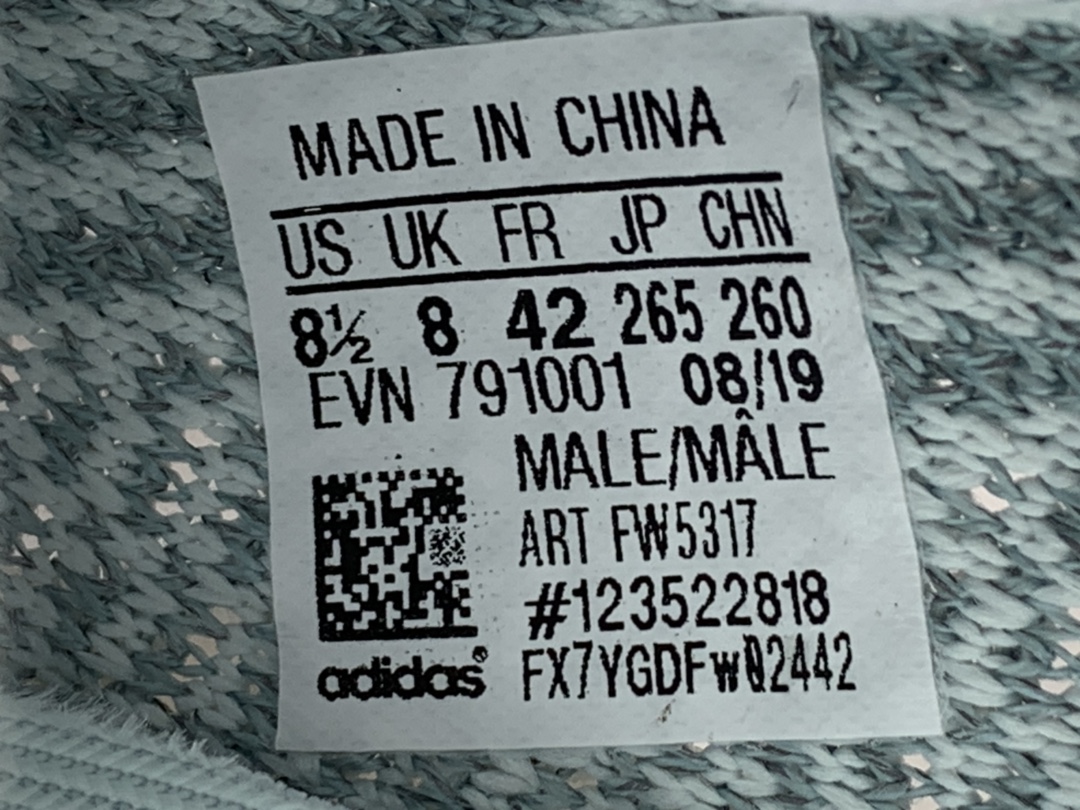 MADE IN CHINA
US UK FR JP CHN
8½ 8 42 265 260
EVN 791001 08/19
MALE/MÂLE
ART FW5317
#123522818
FX7YGDFwQ2442
adidas®